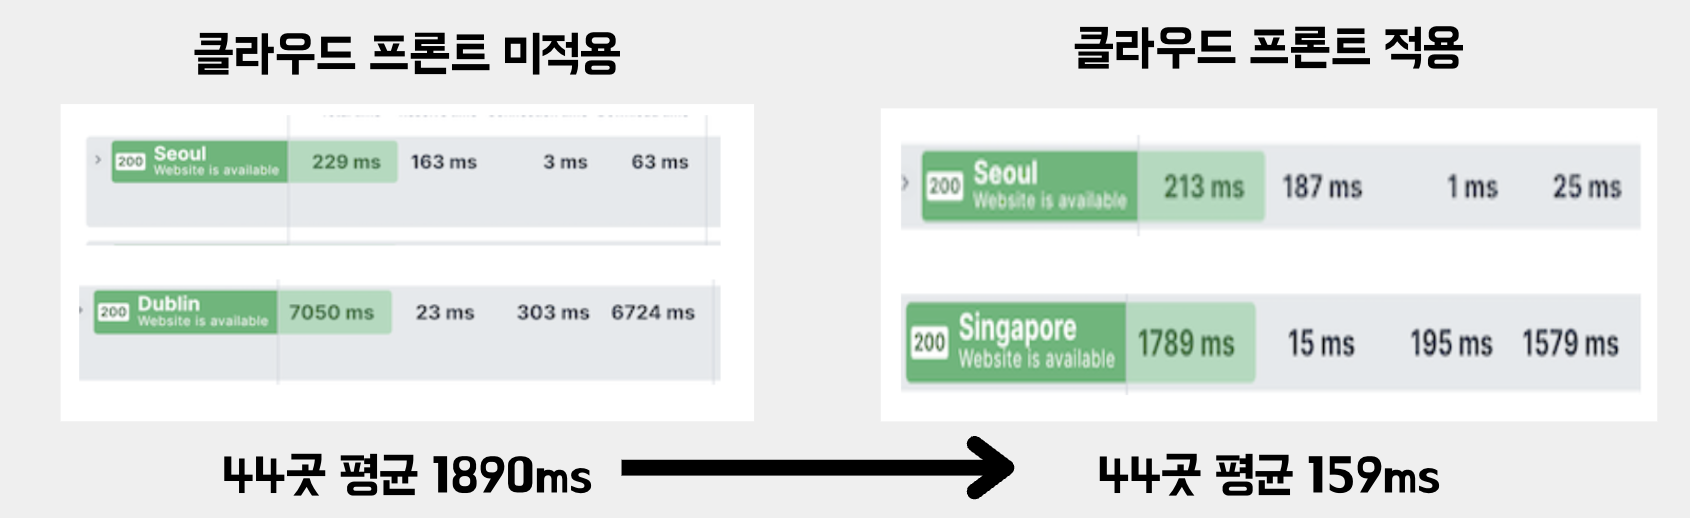 클라우드 프론트 미적용
200 Seoul 229 ms 163 ms 3 ms 63 ms
Website is available
200 Dublin 7050 ms 23 ms 303 ms 6724 ms
Website is available
44곳 평균 1890ms
클라우드 프론트 적용
200 Seoul 213 ms 187 ms 1 ms 25 ms
Website is available
200 Singapore 1789 ms 15 ms 195 ms 1579 ms
Website is available
44곳 평균 159ms